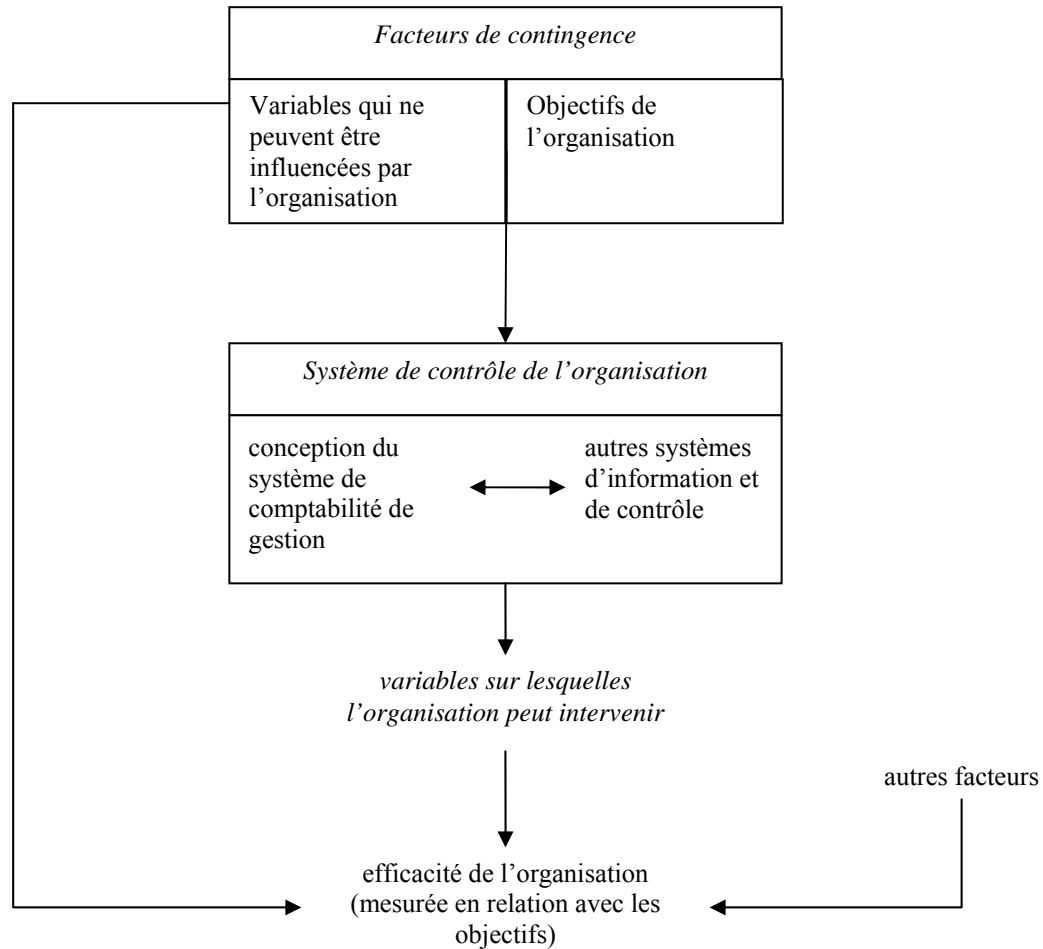 Facteurs de contingence
Variables qui ne
peuvent être
influencées par
l’organisation
Objectifs de
l’organisation
Système de contrôle de l’organisation
conception du
système de
comptabilité de
gestion
autres systèmes
d’information et
de contrôle
variables sur lesquelles
l’organisation peut intervenir
autres facteurs
efficacité de l’organisation
(mesurée en relation avec les
objectifs)